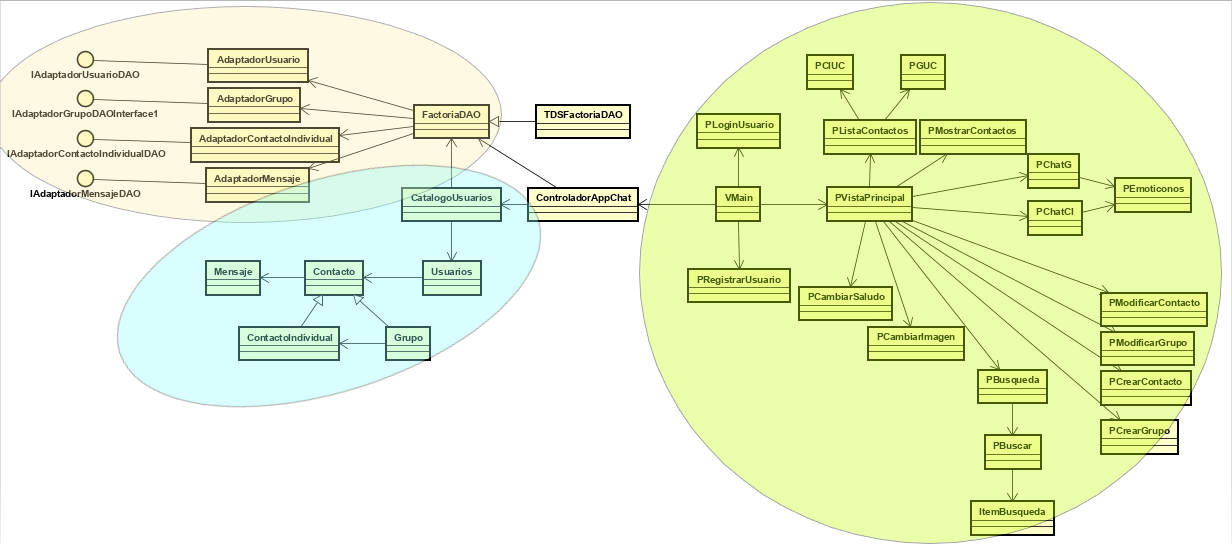 IAdaptadorUsuarioDAO
IAdaptadorGrupoDAOInterface1
IAdaptadorContactoIndividualDAO
IAdaptadorMensajeDAO
AdaptadorUsuario
AdaptadorGrupo
AdaptadorContactoIndividual
AdaptadorMensaje
FactoriaDAO
TDSFactoriaDAO
CatalogoUsuarios
ControladorAppChat
Mensaje
Contacto
Usuarios
ContactoIndividual
Grupo
PCIUC
PGUC
PLoginUsuario
PListaContactos
PMostrarContactos
PChatG
PEmoticonos
VMain
PVistaPrincipal
PChatCI
PRegistrarUsuario
PCambiarSaludo
PCambiarImagen
PModificarContacto
PModificarGrupo
PCrearContacto
PCrearGrupo
PBusqueda
PBuscar
ItemBusqueda